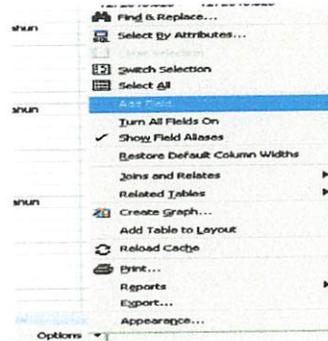 Find & Replace...
shun
Select By Attributes...
Clear Selection
Switch Selection
Select All
Add Field...
shun
Turn All Fields On
Show Field Aliases
Restore Default Column Widths
Joins and Relates
Related Tables
shun
Create Graph...
Add Table to Layout
Reload Cache
Print...
Reports
Export...
Appearance...
Options